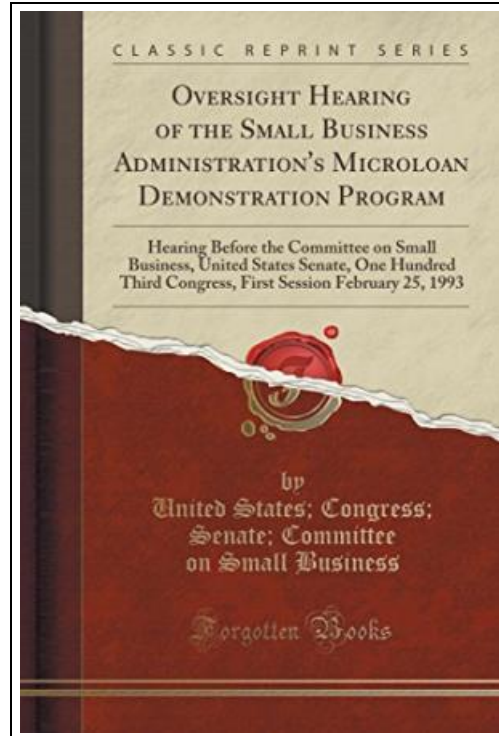 CLASSIC REPRINT SERIES
OVERSIGHT HEARING
OF THE SMALL BUSINESS
ADMINISTRATION'S MICROLOAN
DEMONSTRATION PROGRAM
Hearing Before the Committee on Small
Business, United States Senate, One Hundred
Third Congress, First Session February 25, 1993
by
United States; Congress;
Senate; Committee
on Small Business
Forgotten Books